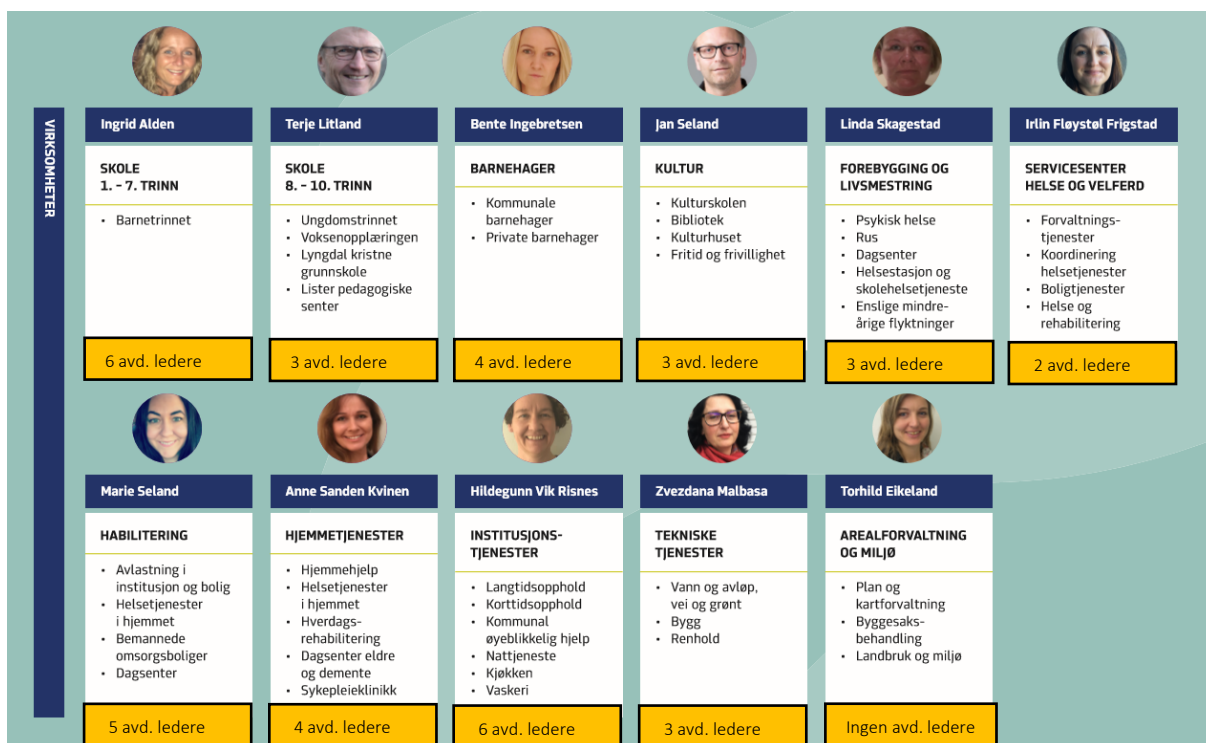 VIRKSOMHETER
Ingrid Alden
SKOLE
1. – 7. TRINN
• Barnetrinnet
6 avd. ledere
Terje Litland
SKOLE
8. – 10. TRINN
• Ungdomstrinnet
• Voksenopplæringen
• Lyngdal kristne
grunnskole
• Lister pedagogiske
senter
3 avd. ledere
Bente Ingebretsen
BARNEHAGER
• Kommunale
barnehager
• Private barnehager
4 avd. ledere
Jan Seland
KULTUR
• Kulturskolen
• Bibliotek
• Kulturhuset
• Fritid og frivillighet
3 avd. ledere
Linda Skagestad
FOREBYGGING OG
LIVSMESTRING
• Psykisk helse
• Rus
• Dagsenter
• Helsestasjon og
skolehelsetjeneste
• Enslige mindre-
årige flyktninger
3 avd. ledere
Irlin Fløystøl Frigstad
SERVICESENTER
HELSE OG VELFERD
• Forvaltnings-
tjenester
• Koordinering
helsetjenester
• Boligtjenester
• Helse og
rehabilitering
2 avd. ledere
Marie Seland
HABILITERING
• Avlastning i
institusjon og bolig
• Helsetjenester
i hjemmet
• Bemannede
omsorgsboliger
• Dagsenter
5 avd. ledere
Anne Sanden Kvinen
HJEMMETJENESTER
• Hjemmehjelp
• Helsetjenester
i hjemmet
• Hverdags-
rehabilitering
• Dagsenter eldre
og demente
• Sykepleieklinikk
4 avd. ledere
Hildegunn Vik Risnes
INSTITUSJONS-
TJENESTER
• Langtidsopphold
• Korttidsopphold
• Kommunal
øyeblikkelig hjelp
• Nattjeneste
• Kjøkken
• Vaskeri
6 avd. ledere
Zvezdana Malbasa
TEKNISKE
TJENESTER
• Vann og avløp,
vei og grønt
• Bygg
• Renhold
3 avd. ledere
Torhild Eikeland
AREALFORVALTNING
OG MILJØ
• Plan og
kartforvaltning
• Byggesaks-
behandling
• Landbruk og miljø
Ingen avd. ledere